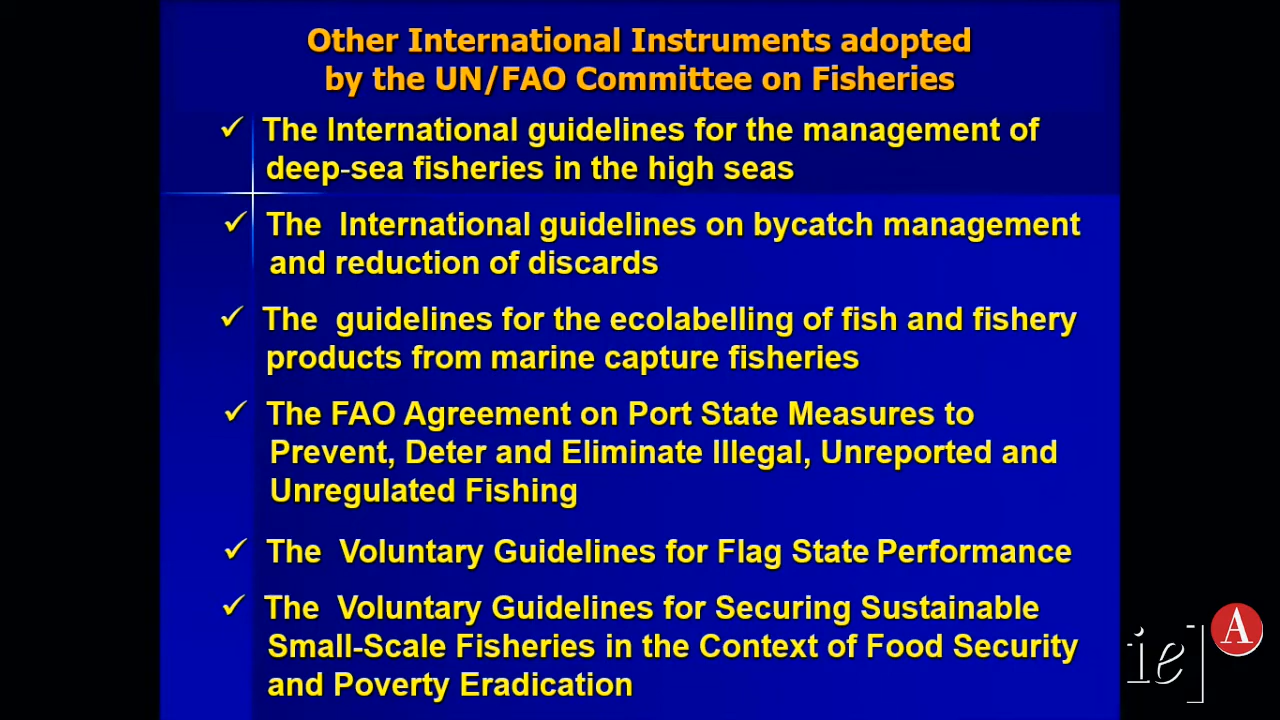 Other International Instruments adopted
by the UN/FAO Committee on Fisheries
✓ The International guidelines for the management of
deep-sea fisheries in the high seas
✓ The International guidelines on bycatch management
and reduction of discards
✓ The guidelines for the ecolabelling of fish and fishery
products from marine capture fisheries
✓ The FAO Agreement on Port State Measures to
Prevent, Deter and Eliminate Illegal, Unreported and
Unregulated Fishing
✓ The Voluntary Guidelines for Flag State Performance
✓ The Voluntary Guidelines for Securing Sustainable
Small-Scale Fisheries in the Context of Food Security
and Poverty Eradication
ie] A